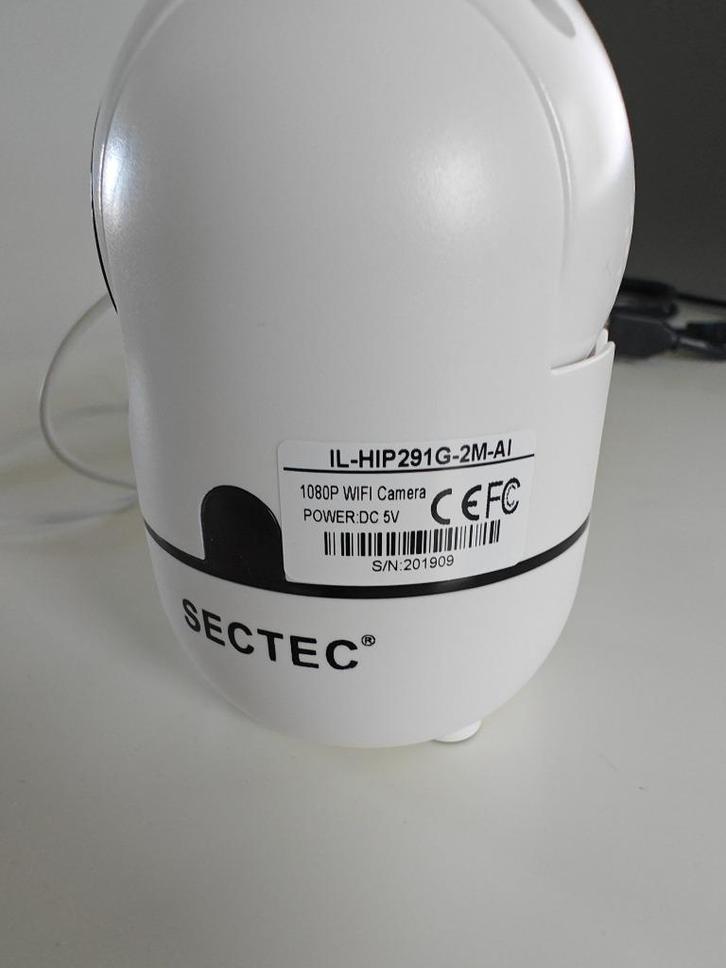 IL-HIP291G-2M-AI
1080P WIFI Camera
POWER:DC 5V
CE FC
S/N:201909
SECTEC®